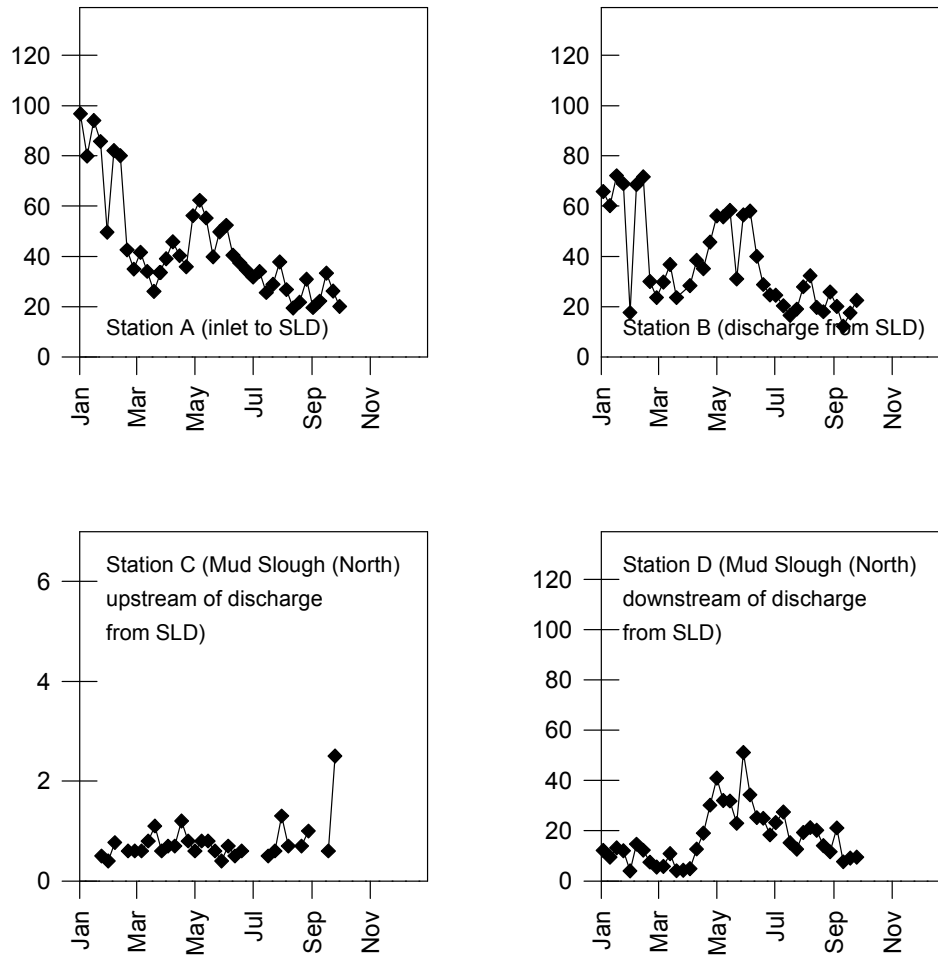 120
100
80
60
40
20
0
Station A (inlet to SLD)
Jan
Mar
May
Jul
Sep
Nov
120
100
80
60
40
20
0
Station B (discharge from SLD)
Jan
Mar
May
Jul
Sep
Nov
Station C (Mud Slough (North)
upstream of discharge
from SLD)
6
4
2
0
Jan
Mar
May
Jul
Sep
Nov
Station D (Mud Slough (North)
downstream of discharge
from SLD)
120
100
80
60
40
20
0
Jan
Mar
May
Jul
Sep
Nov